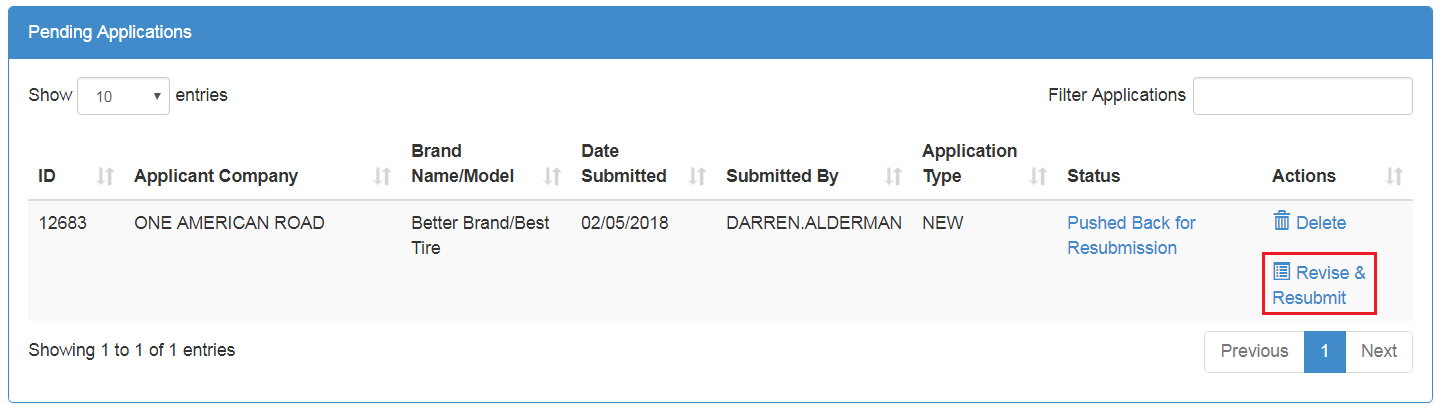 Pending Applications
Show 10 entries Filter Applications
ID Applicant Company Brand Name/Model Date Submitted Submitted By Application Type Status Actions
12683 ONE AMERICAN ROAD Better Brand/Best Tire 02/05/2018 DARREN.ALDERMAN NEW Pushed Back for Resubmission Delete
Revise & Resubmit
Showing 1 to 1 of 1 entries Previous 1 Next